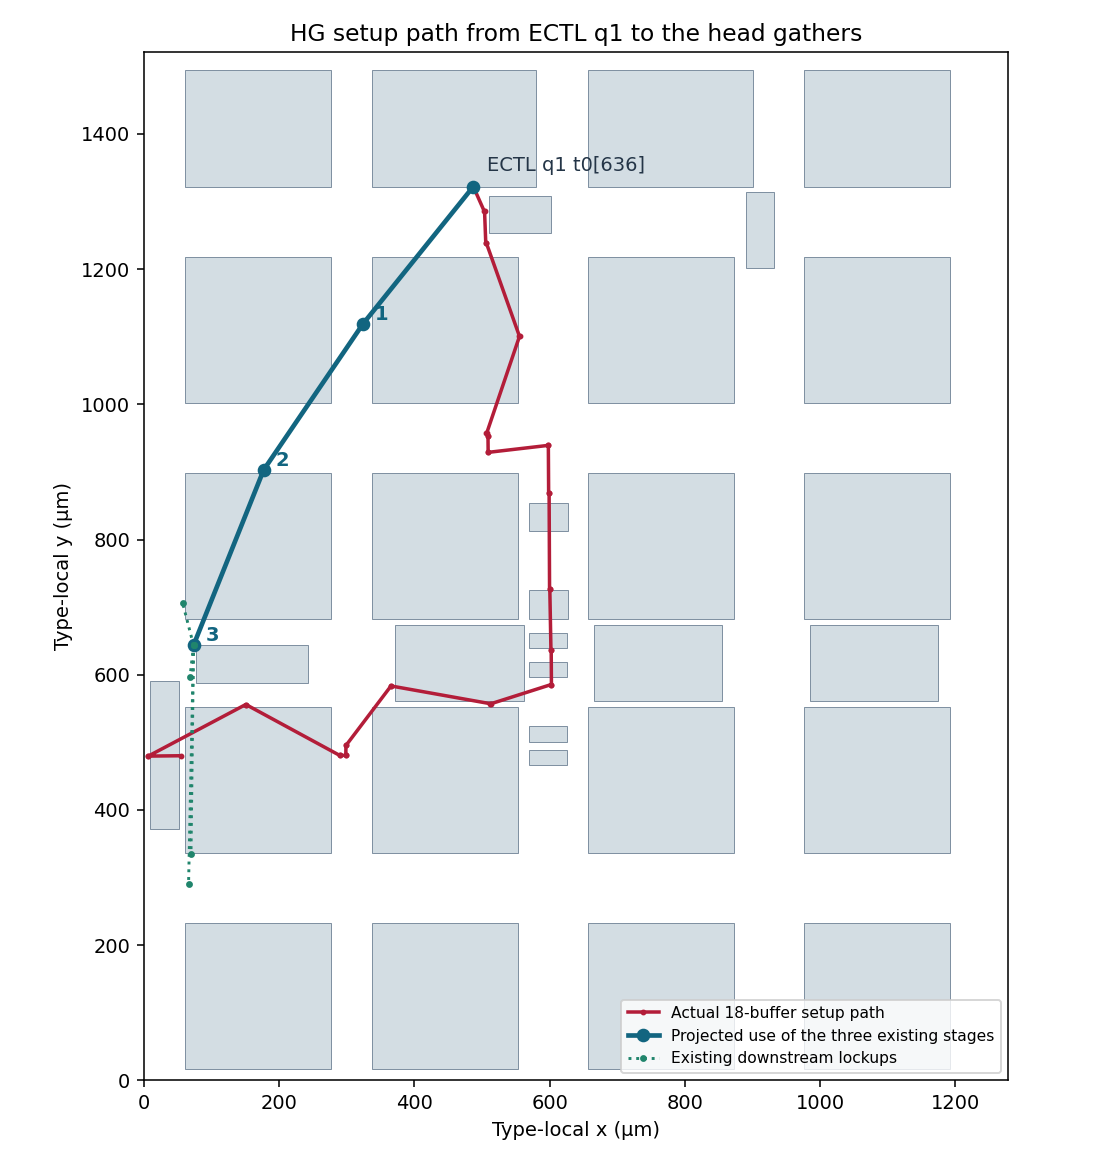 HG setup path from ECTL q1 to the head gathers
ECTL q1 t0[636]
1
2
3
1400
1200
1000
800
600
400
200
0
Type-local y (µm)
0 200 400 600 800 1000 1200
Type-local x (µm)
Actual 18-buffer setup path
Projected use of the three existing stages
Existing downstream lockups